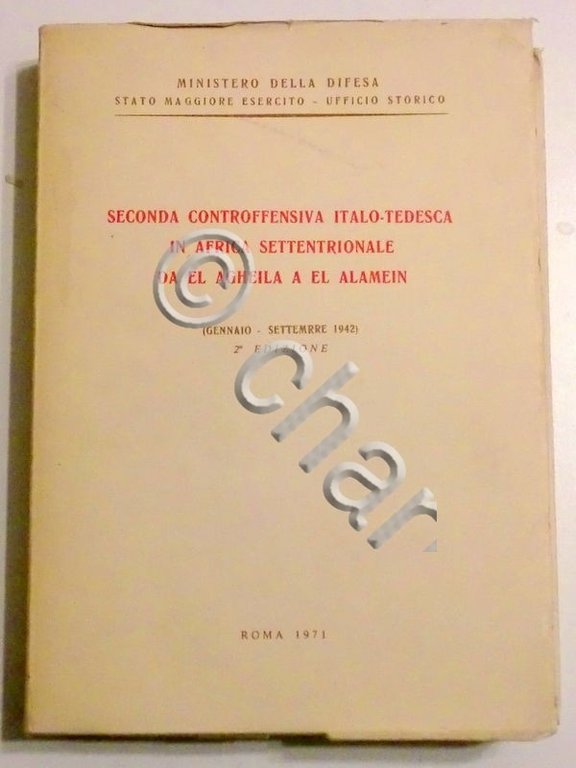 MINISTERO DELLA DIFESA
STATO MAGGIORE ESERCITO - UFFICIO STORICO
SECONDA CONTROFFENSIVA ITALO-TEDESCA
IN AFRICA SETTENTRIONALE
DA EL AGHEILA A EL ALAMEIN
(GENNAIO - SETTEMRRE 1942)
2ª EDIZIONE
© char
ROMA 1971